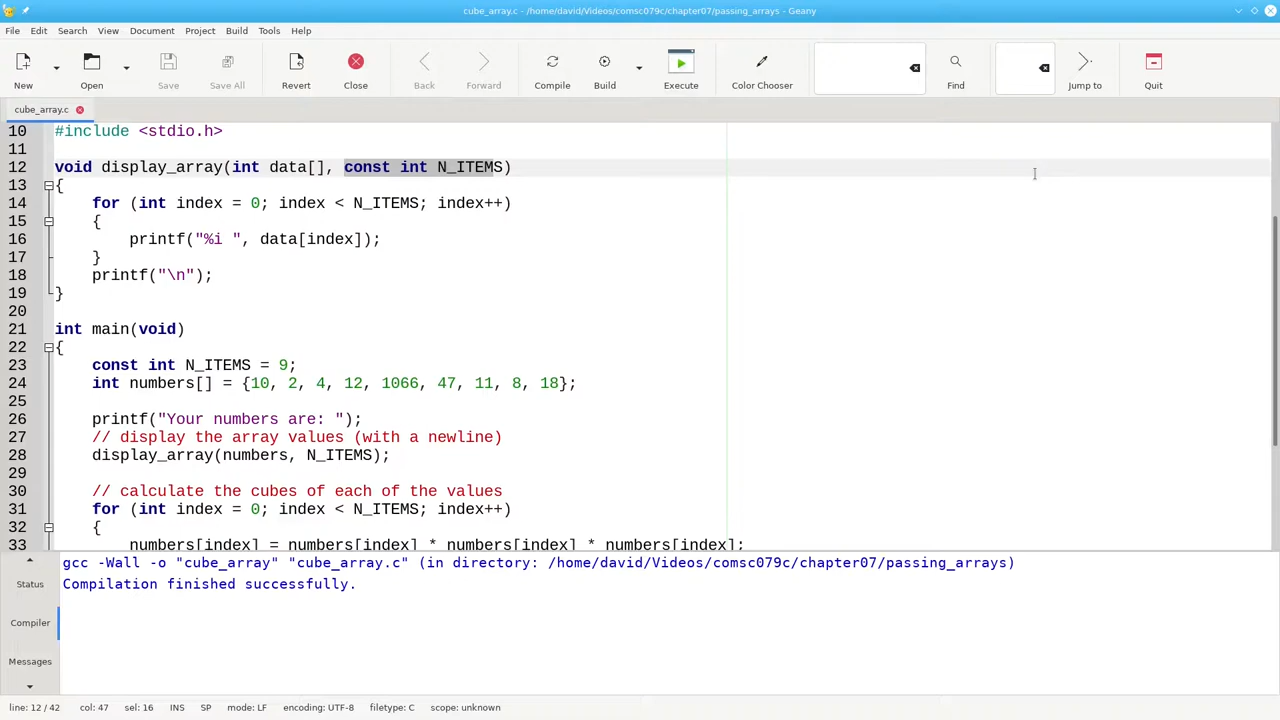 cube_array.c - /home/david/Videos/comsc079c/chapter07/passing_arrays - Geany
File Edit Search View Document Project Build Tools Help
New Open Save Save All Revert Close Back Forward Compile Build Execute Color Chooser Find Jump to Quit
cube_array.c
10 #include <stdio.h>
11
12 void display_array(int data[], const int N_ITEMS)
13 {
14 for (int index = 0; index < N_ITEMS; index++)
15 {
16 printf("%i ", data[index]);
17 }
18 printf("\n");
19 }
20
21 int main(void)
22 {
23 const int N_ITEMS = 9;
24 int numbers[] = {10, 2, 4, 12, 1066, 47, 11, 8, 18};
25
26 printf("Your numbers are: ");
27 // display the array values (with a newline)
28 display_array(numbers, N_ITEMS);
29
30 // calculate the cubes of each of the values
31 for (int index = 0; index < N_ITEMS; index++)
32 {
33 numbers[index] = numbers[index] * numbers[index] * numbers[index];
Status
Compiler
Messages
gcc -Wall -o "cube_array" "cube_array.c" (in directory: /home/david/Videos/comsc079c/chapter07/passing_arrays)
Compilation finished successfully.
line: 12 / 42 col: 47 sel: 16 INS SP mode: LF encoding: UTF-8 filetype: C scope: unknown